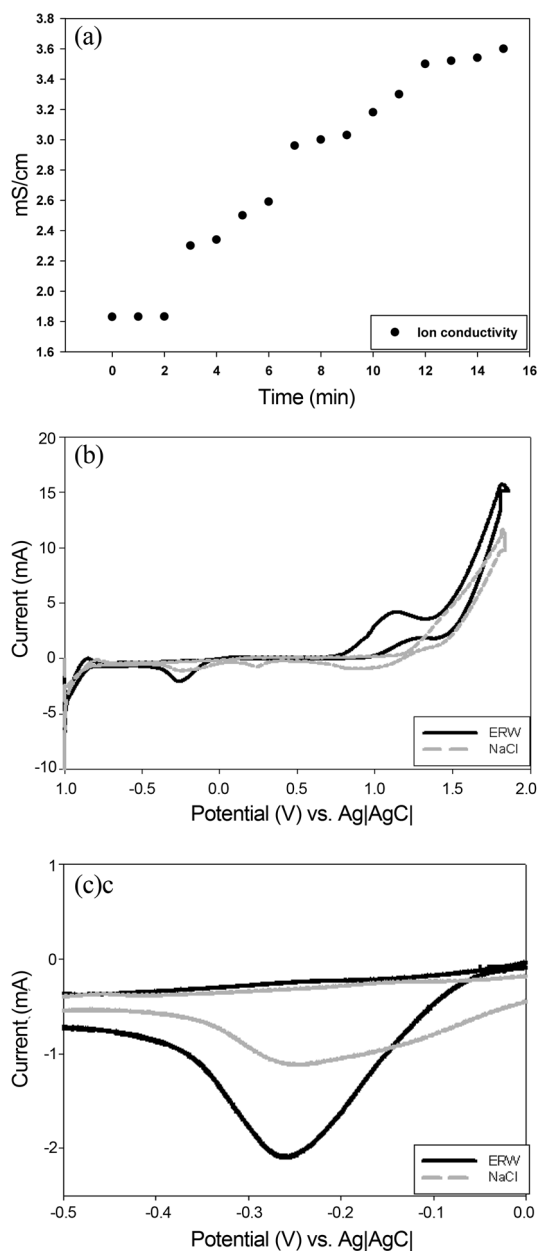 (a)
3.8
3.6
3.4
3.2
3.0
2.8
2.6
2.4
2.2
2.0
1.8
1.6
mS/cm
Ion conductivity
0 2 4 6 8 10 12 14 16
Time (min)
(b)
20
15
10
5
0
-5
-10
Current (mA)
ERW
NaCl
1.0 -0.5 0.0 0.5 1.0 1.5 2.0
Potential (V) vs. Ag|AgC|
(c)c
1
0
-1
-2
Current (mA)
ERW
NaCl
-0.5 -0.4 -0.3 -0.2 -0.1 -0.0
Potential (V) vs. Ag|AgC|